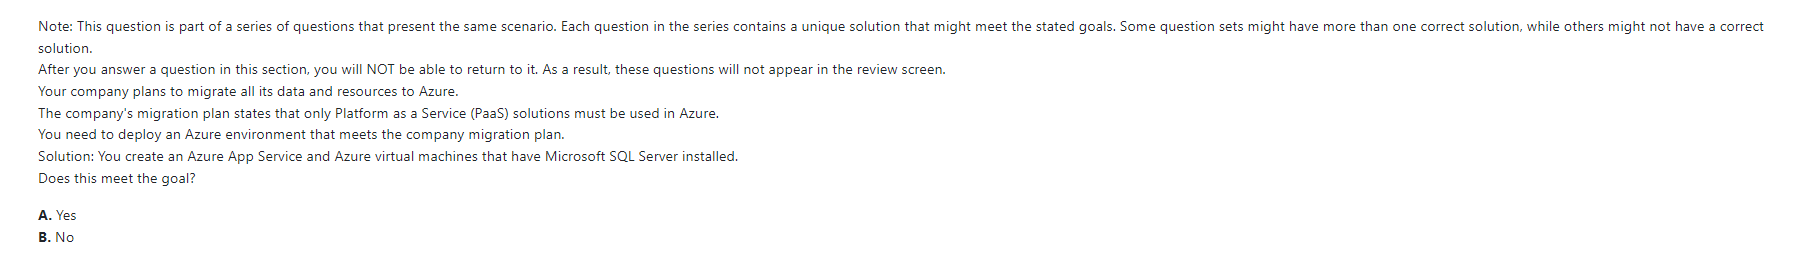 Note: This question is part of a series of questions that present the same scenario. Each question in the series contains a unique solution that might meet the stated goals. Some question sets might have more than one correct solution, while others might not have a correct
solution.
After you answer a question in this section, you will NOT be able to return to it. As a result, these questions will not appear in the review screen.
Your company plans to migrate all its data and resources to Azure.
The company's migration plan states that only Platform as a Service (PaaS) solutions must be used in Azure.
You need to deploy an Azure environment that meets the company migration plan.
Solution: You create an Azure App Service and Azure virtual machines that have Microsoft SQL Server installed.
Does this meet the goal?
A. Yes
B. No